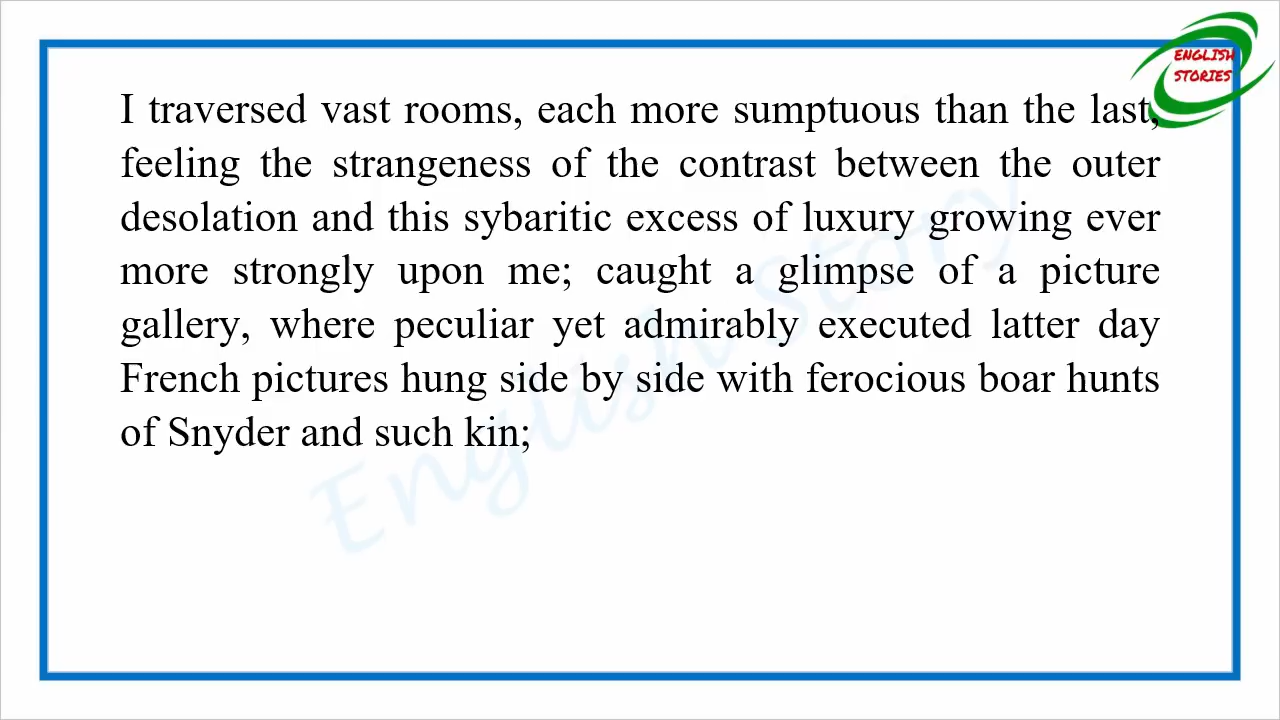 ENGLISH
STORIES
I traversed vast rooms, each more sumptuous than the last,
feeling the strangeness of the contrast between the outer
desolation and this sybaritic excess of luxury growing ever
more strongly upon me; caught a glimpse of a picture
gallery, where peculiar yet admirably executed latter day
French pictures hung side by side with ferocious boar hunts
of Snyder and such kin;
English Story